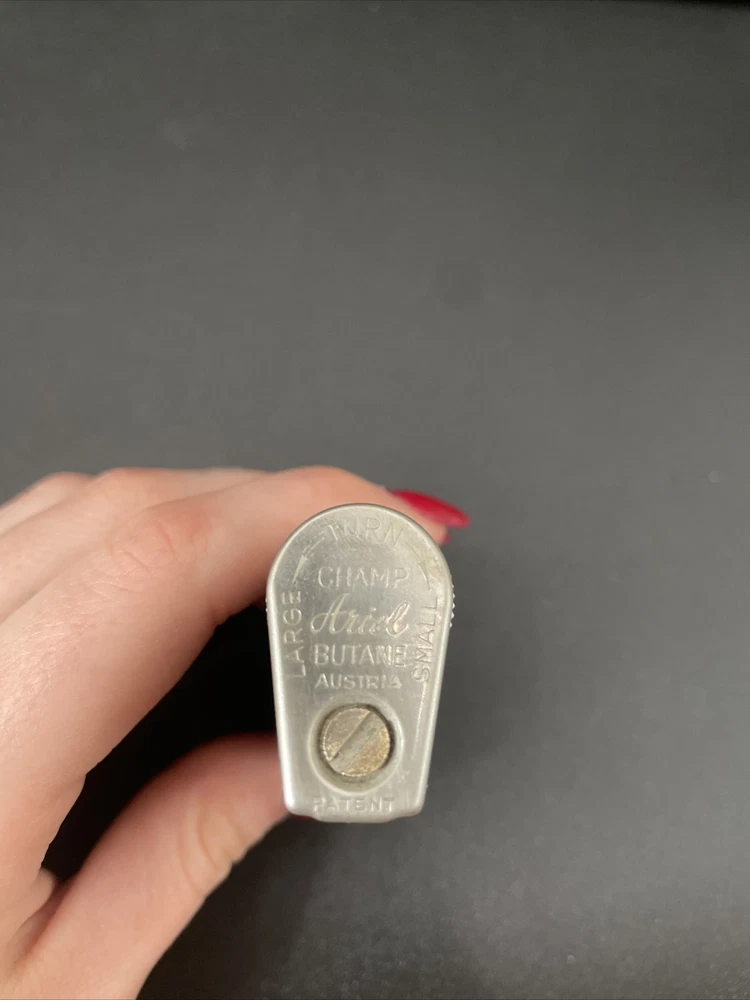 TURN
CHAMP
Ariel
BUTANE
AUSTRIA
LARGE
SMALL
PATENT